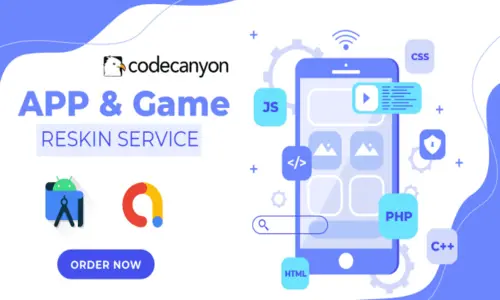 codecanyon
APP & Game
RESKIN SERVICE
ORDER NOW
CSS
JS
</>
PHP
C++
HTML